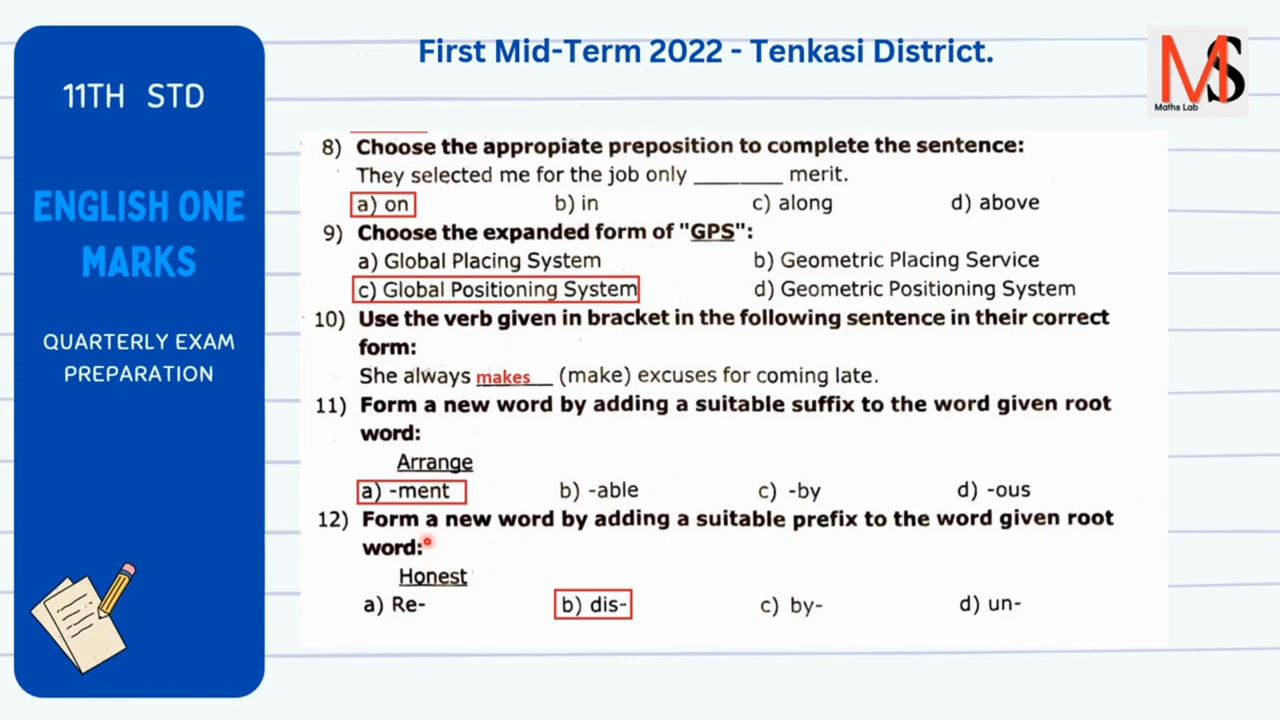 First Mid-Term 2022 - Tenkasi District.
MS
Maths Lab
11TH STD
ENGLISH ONE
MARKS
QUARTERLY EXAM
PREPARATION
8) Choose the appropiate preposition to complete the sentence:
They selected me for the job only ________ merit.
a) on b) in c) along d) above
9) Choose the expanded form of "GPS":
a) Global Placing System b) Geometric Placing Service
c) Global Positioning System d) Geometric Positioning System
10) Use the verb given in bracket in the following sentence in their correct
form:
She always makes (make) excuses for coming late.
11) Form a new word by adding a suitable suffix to the word given root
word:
Arrange
a) -ment b) -able c) -by d) -ous
12) Form a new word by adding a suitable prefix to the word given root
word:
Honest
a) Re- b) dis- c) by- d) un-